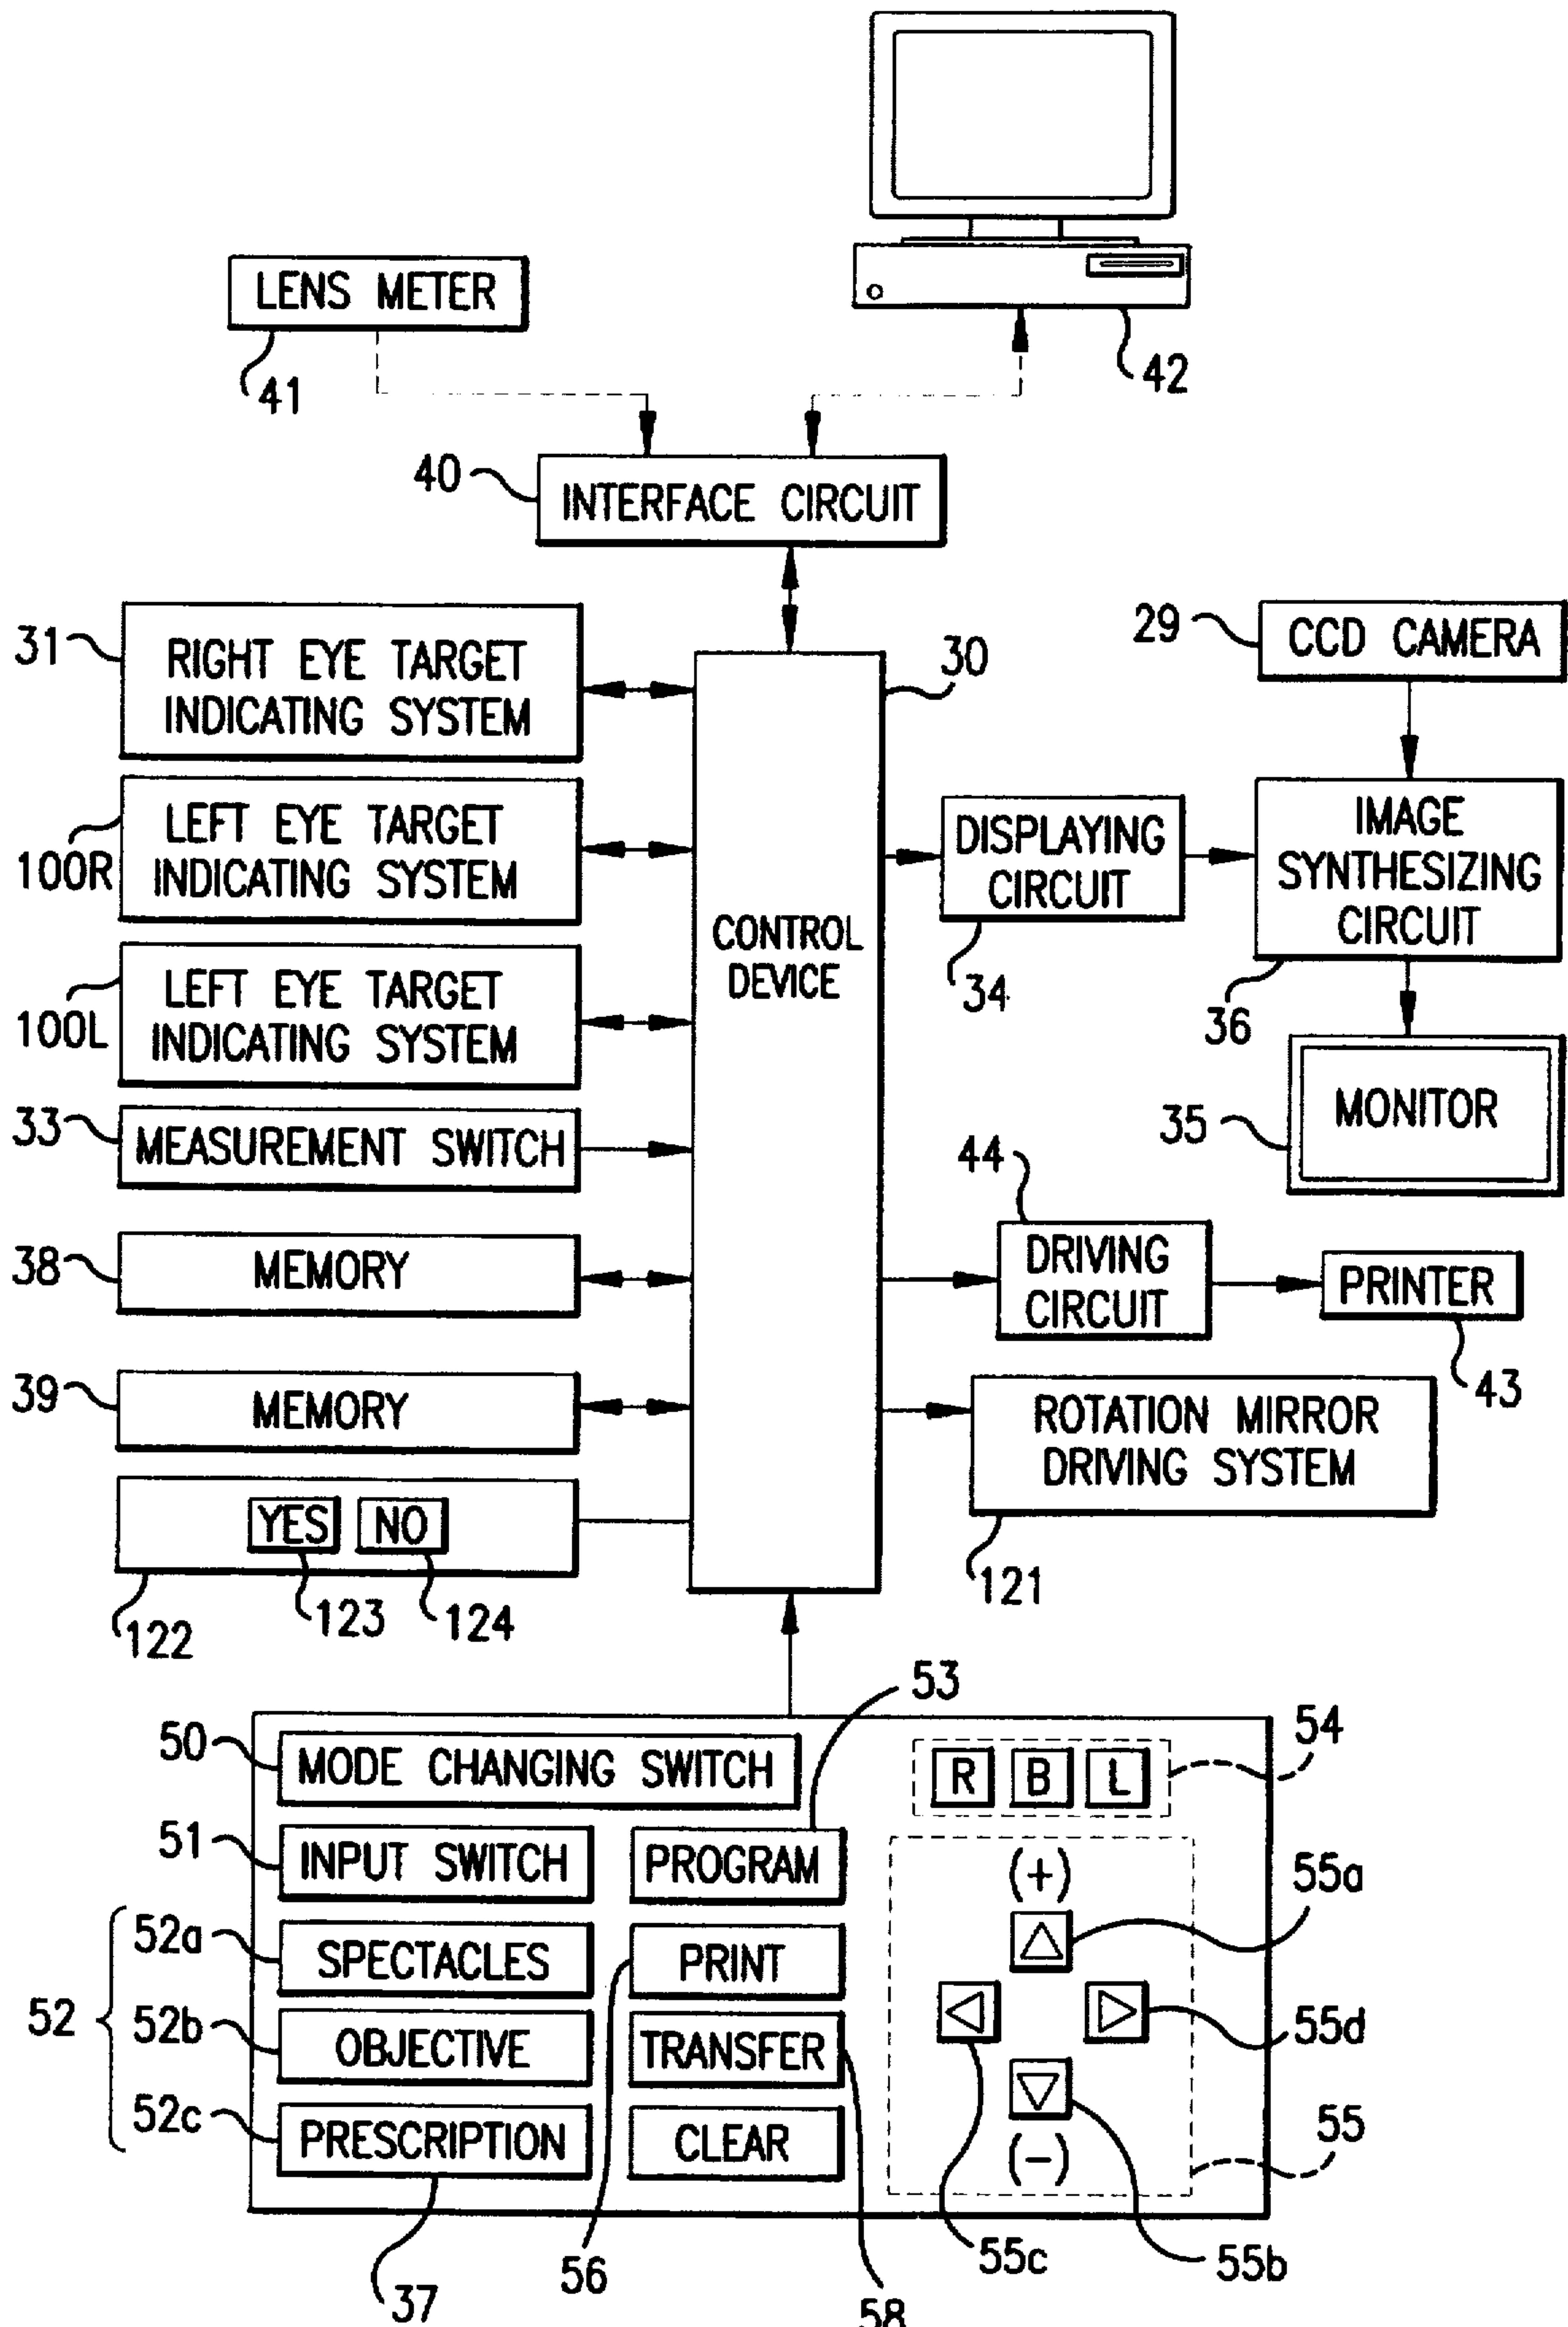 LENS METER
41
42
40
INTERFACE CIRCUIT
31
RIGHT EYE TARGET
INDICATING SYSTEM
30
29
CCD CAMERA
100R
LEFT EYE TARGET
INDICATING SYSTEM
100L
LEFT EYE TARGET
INDICATING SYSTEM
CONTROL
DEVICE
DISPLAYING
CIRCUIT
34
IMAGE
SYNTHESIZING
CIRCUIT
36
33
MEASUREMENT SWITCH
35
MONITOR
38
MEMORY
44
DRIVING
CIRCUIT
PRINTER
43
39
MEMORY
ROTATION MIRROR
DRIVING SYSTEM
121
YES
NO
122
123
124
53
50
MODE CHANGING SWITCH
R
B
L
54
51
INPUT SWITCH
PROGRAM
(+)
55a
52
52a
SPECTACLES
PRINT
52b
OBJECTIVE
TRANSFER
55d
52c
PRESCRIPTION
CLEAR
(−)
55
37
56
58
55c
55b